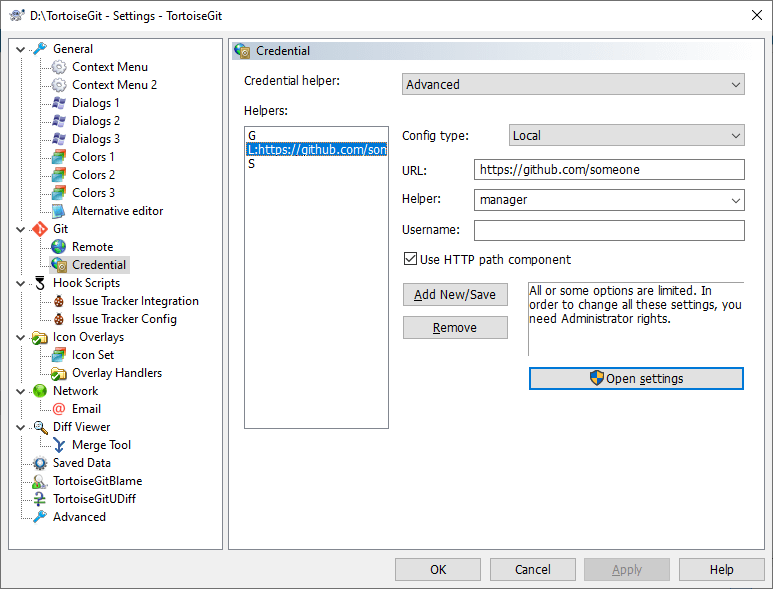 D:\TortoiseGit - Settings - TortoiseGit
General
Context Menu
Context Menu 2
Dialogs 1
Dialogs 2
Dialogs 3
Colors 1
Colors 2
Colors 3
Alternative editor
Git
Remote
Credential
Hook Scripts
Issue Tracker Integration
Issue Tracker Config
Icon Overlays
Icon Set
Overlay Handlers
Network
Email
Diff Viewer
Merge Tool
Saved Data
TortoiseGitBlame
TortoiseGitUDiff
Advanced
Credential
Credential helper:
Advanced
Helpers:
G
L:https://github.com/son
S
Config type:
Local
URL:
https://github.com/someone
Helper:
manager
Username:
Use HTTP path component
Add New/Save
Remove
All or some options are limited. In
order to change all these settings, you
need Administrator rights.
Open settings
OK
Cancel
Apply
Help